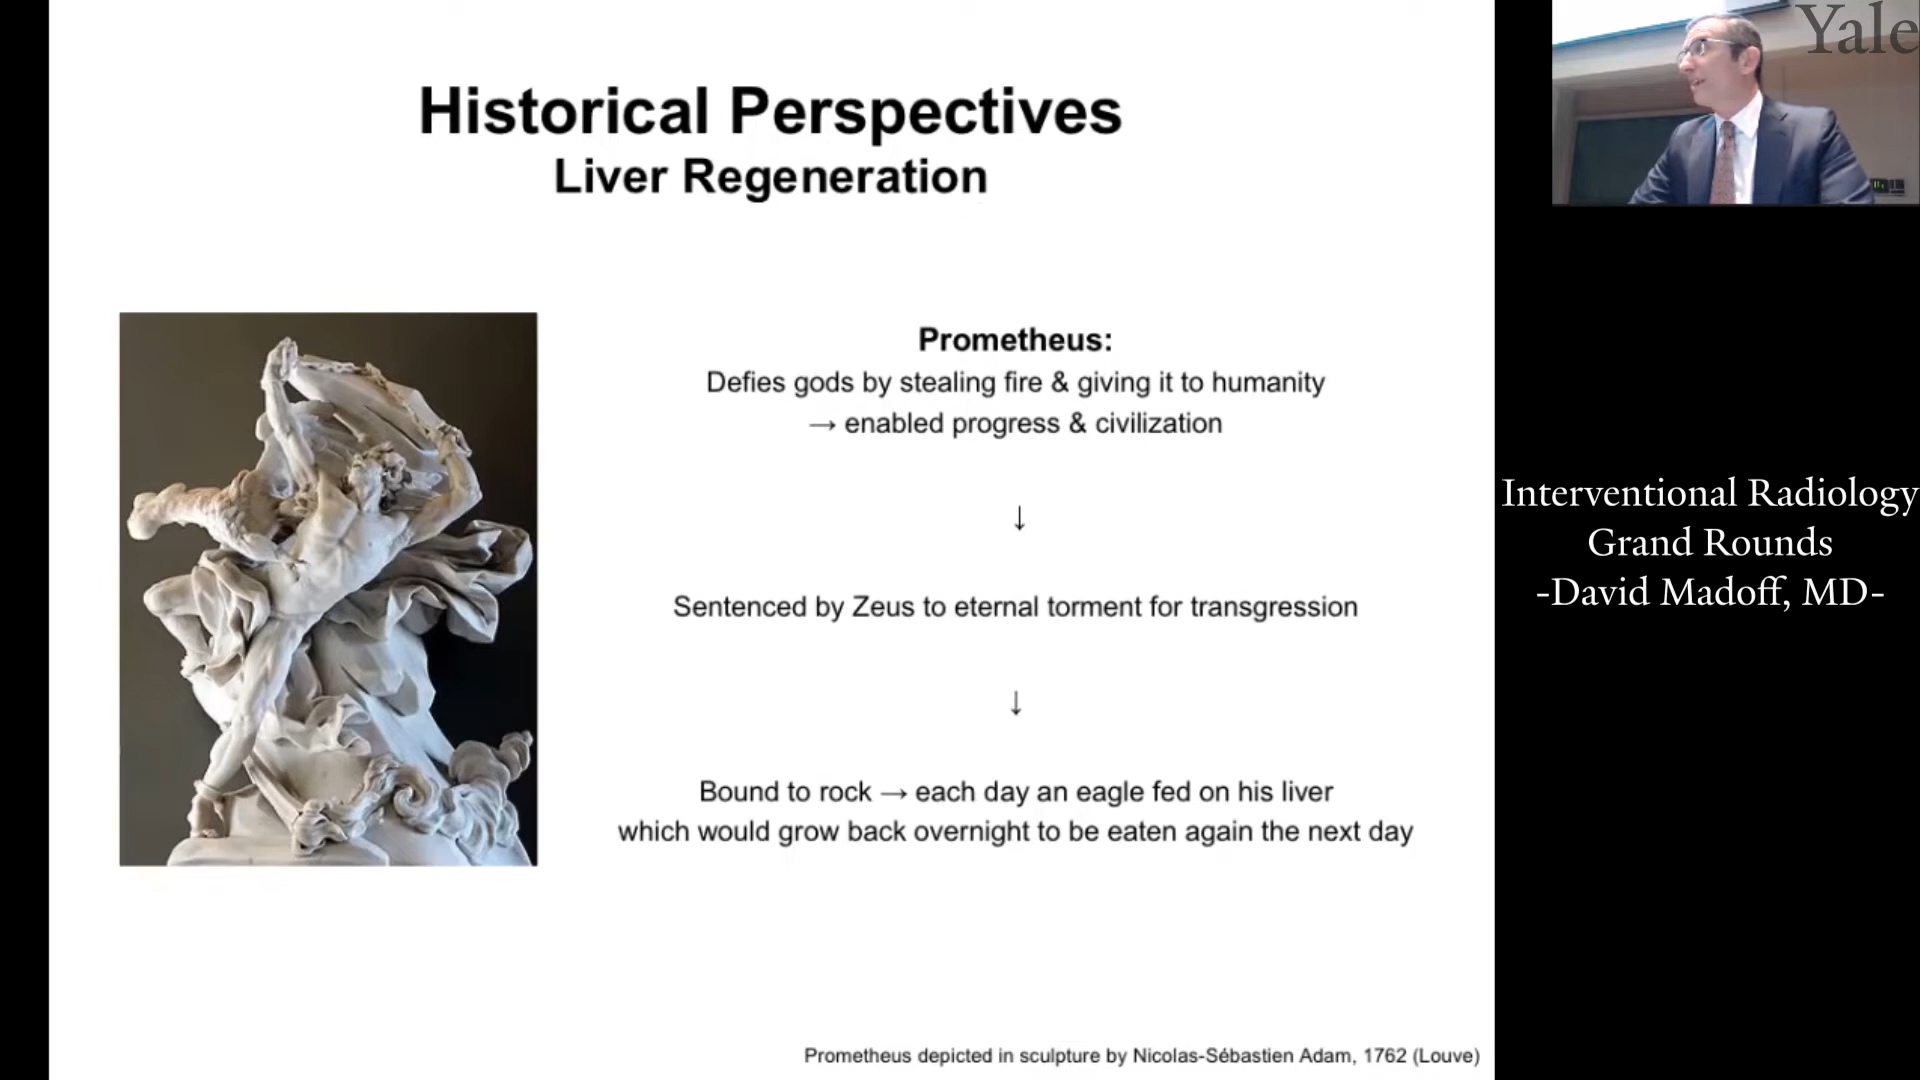 Historical Perspectives
Liver Regeneration
Prometheus:
Defies gods by stealing fire & giving it to humanity
→ enabled progress & civilization
↓
Sentenced by Zeus to eternal torment for transgression
↓
Bound to rock → each day an eagle fed on his liver
which would grow back overnight to be eaten again the next day
Prometheus depicted in sculpture by Nicolas-Sébastien Adam, 1762 (Louve)
Yale
Interventional Radiology
Grand Rounds
-David Madoff, MD-